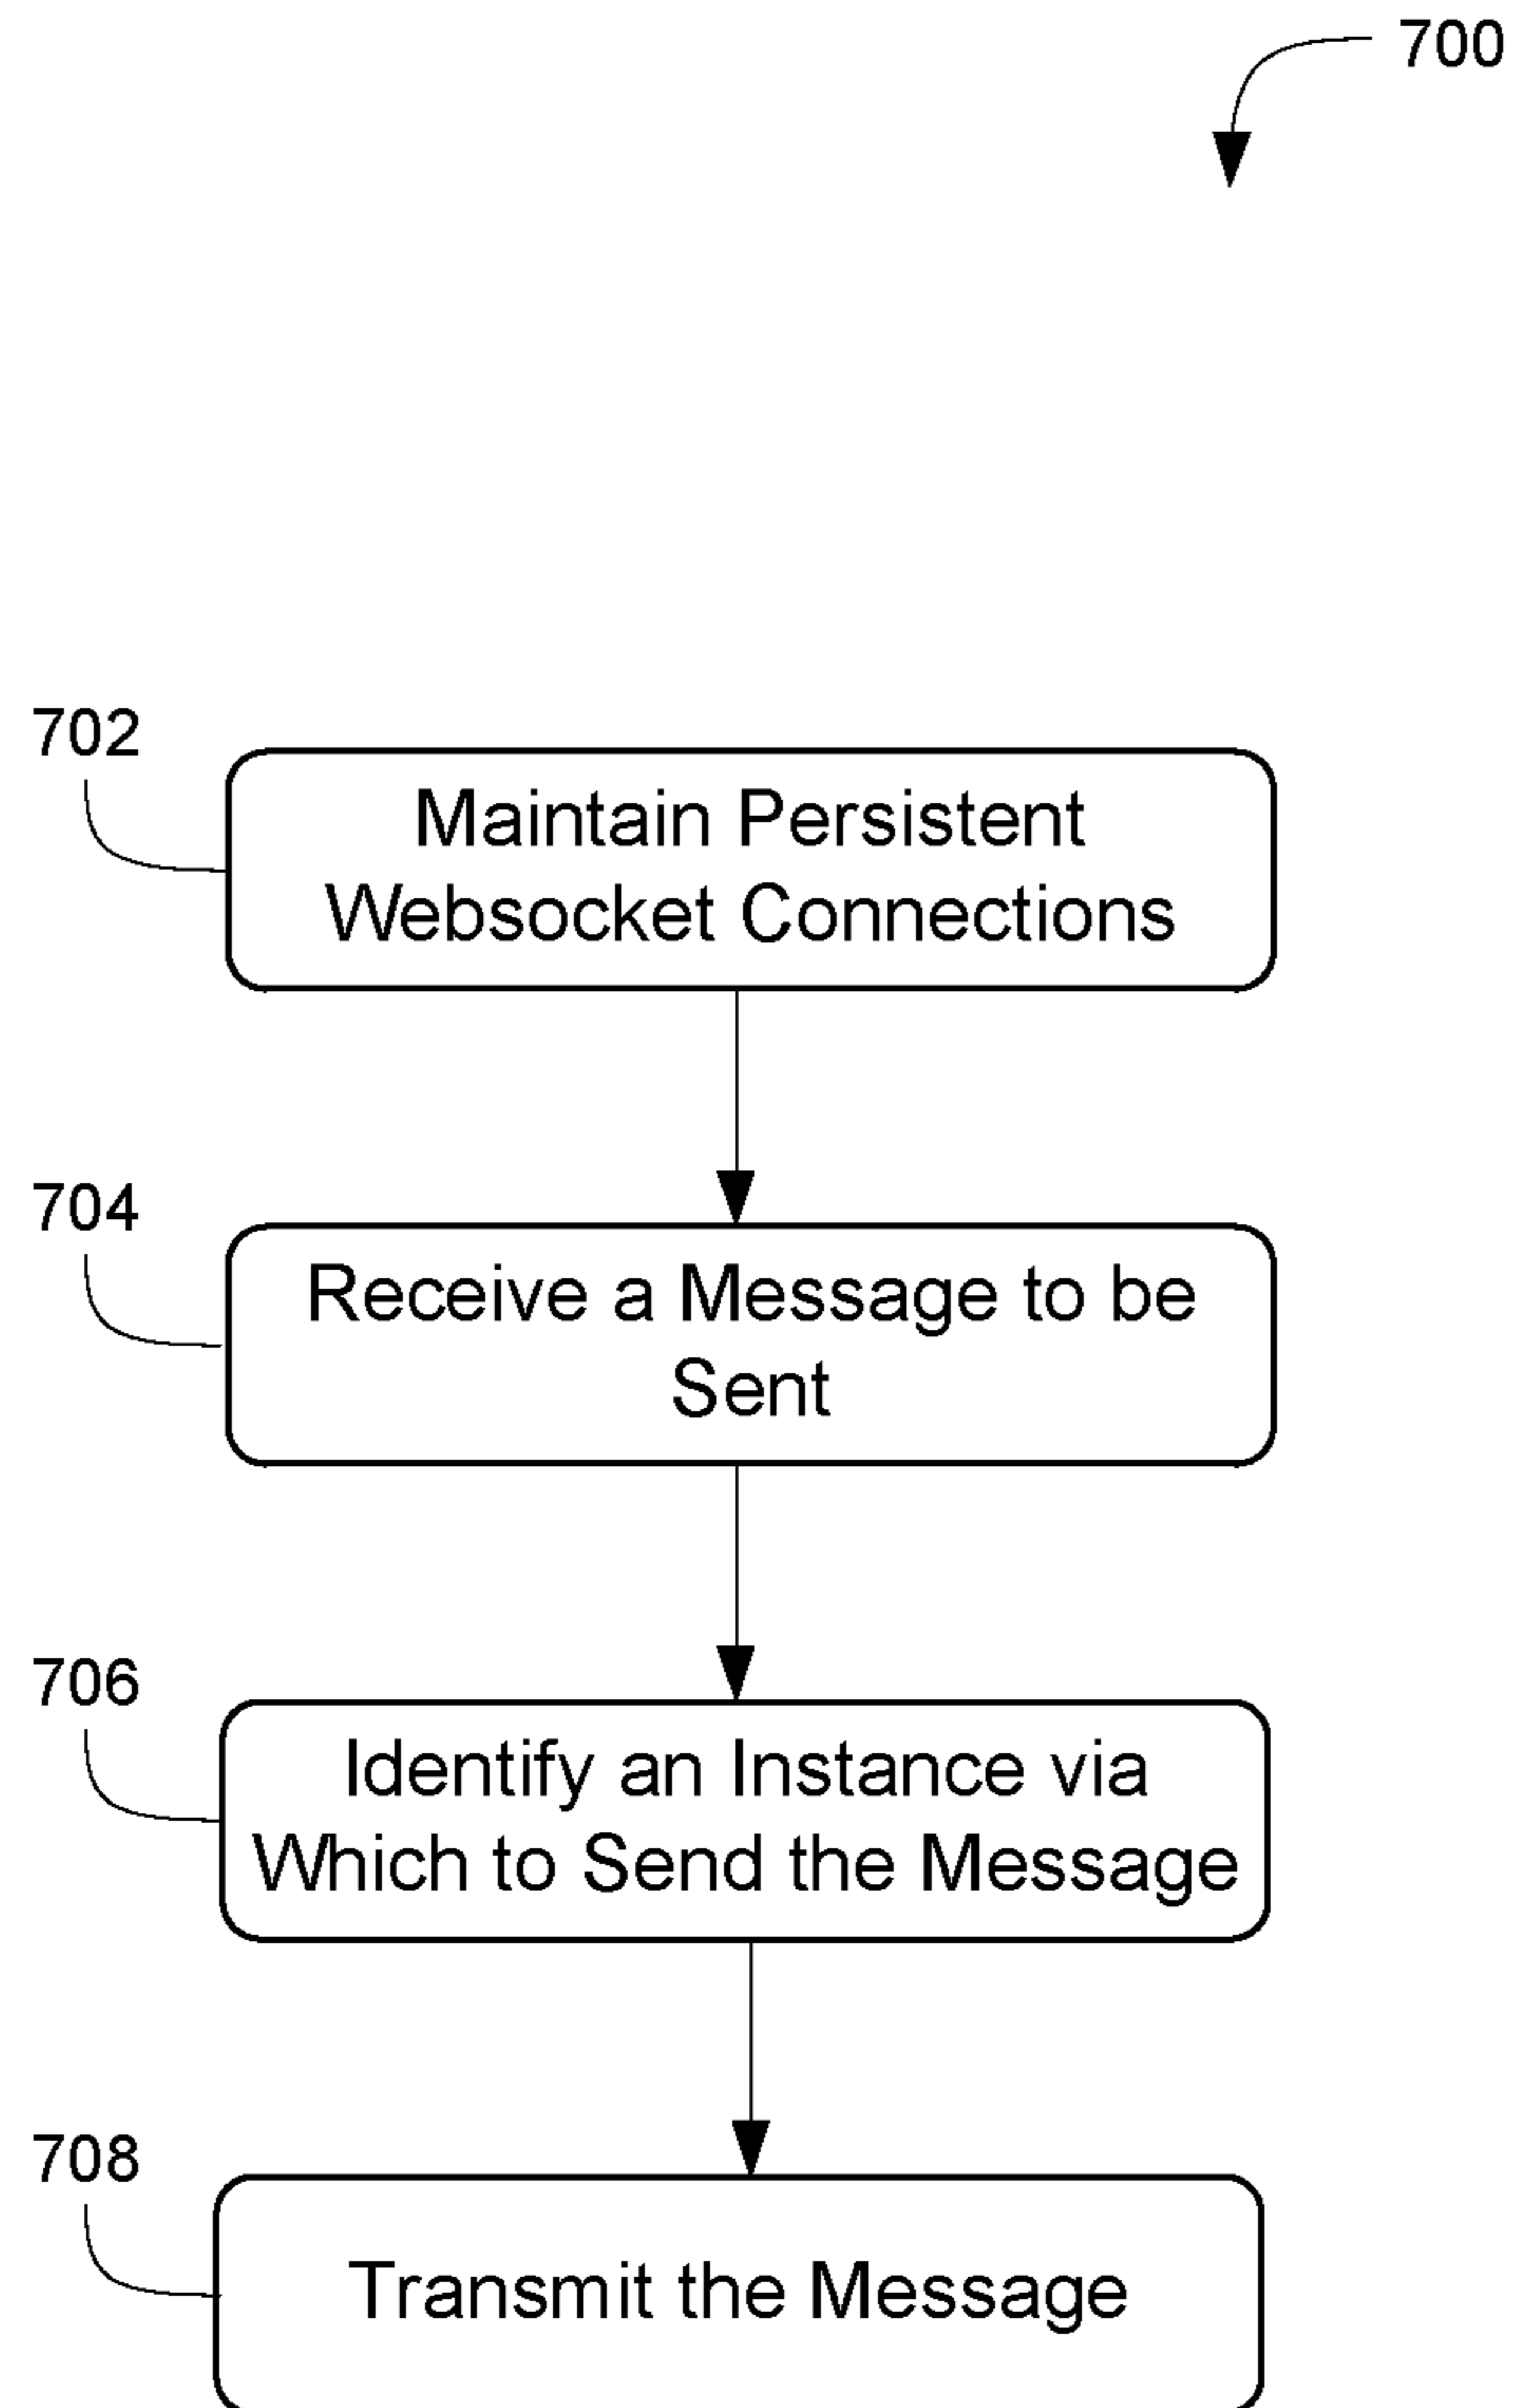 700
702
Maintain Persistent
Websocket Connections
704
Receive a Message to be
Sent
706
Identify an Instance via
Which to Send the Message
708
Transmit the Message